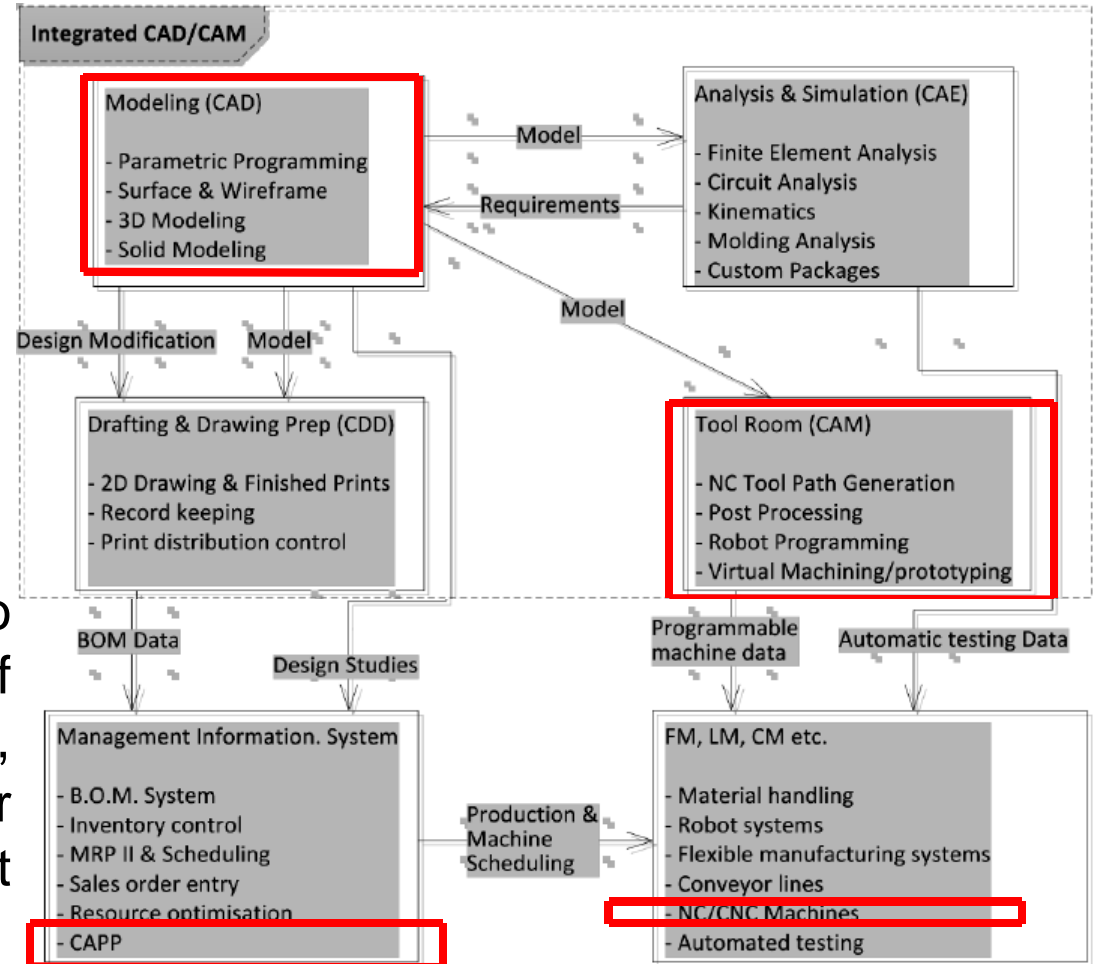 Integrated CAD/CAM
Modeling (CAD)
- Parametric Programming
- Surface & Wireframe
- 3D Modeling
- Solid Modeling
Model
Requirements
Analysis & Simulation (CAE)
- Finite Element Analysis
- Circuit Analysis
- Kinematics
- Molding Analysis
- Custom Packages
Model
Design Modification
Model
Drafting & Drawing Prep (CDD)
- 2D Drawing & Finished Prints
- Record keeping
- Print distribution control
Tool Room (CAM)
- NC Tool Path Generation
- Post Processing
- Robot Programming
- Virtual Machining/prototyping
o
f
,
r
t
BOM Data
Design Studies
Programmable
machine data
Automatic testing Data
Management Information. System
- B.O.M. System
- Inventory control
- MRP II & Scheduling
- Sales order entry
- Resource optimisation
- CAPP
Production &
Machine
Scheduling
FM, LM, CM etc.
- Material handling
- Robot systems
- Flexible manufacturing systems
- Conveyor lines
- NC/CNC Machines
- Automated testing